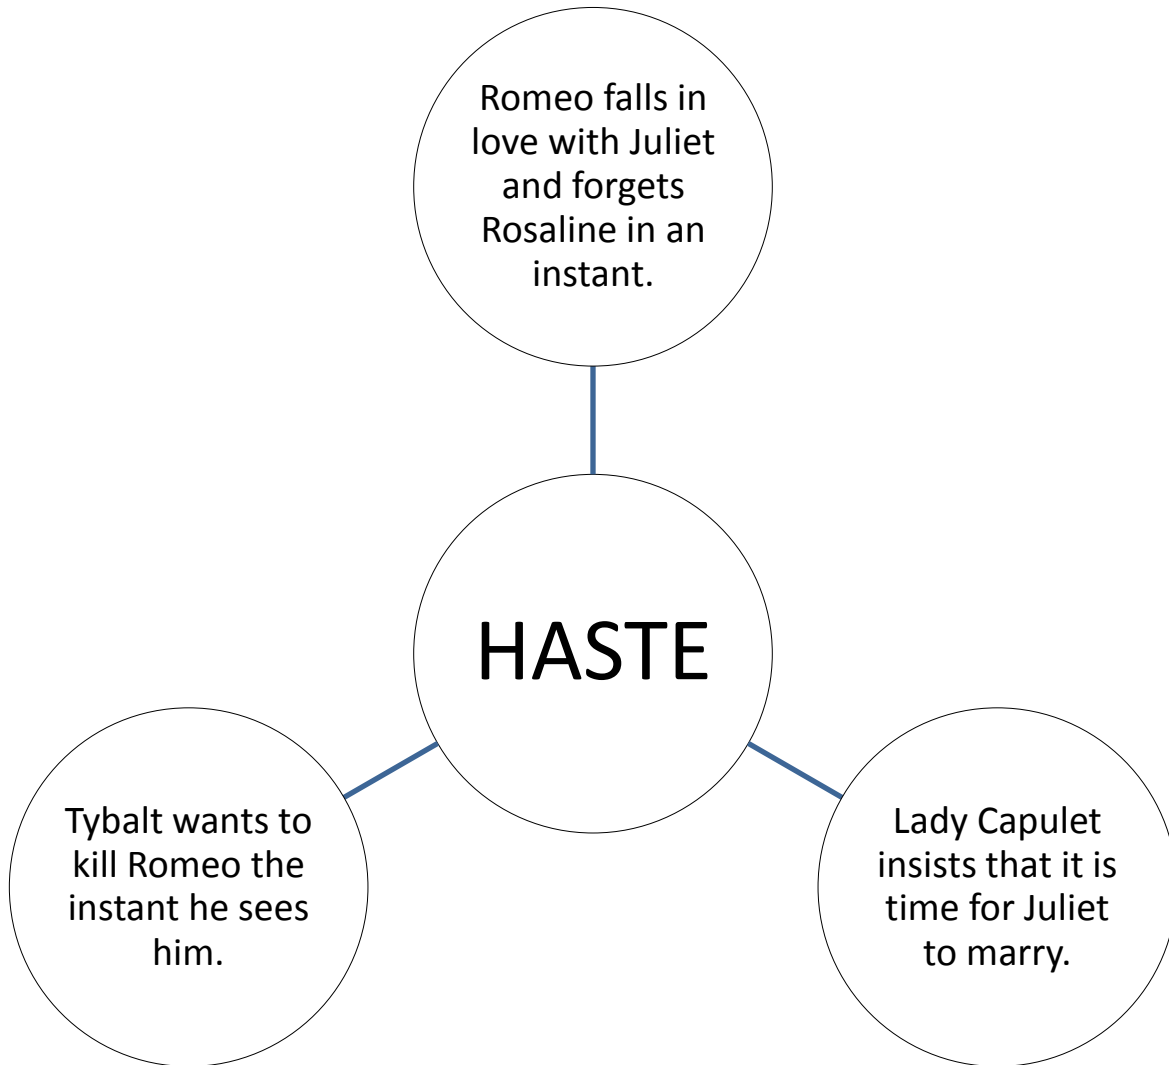 Romeo falls in
love with Juliet
and forgets
Rosaline in an
instant.
HASTE
Tybalt wants to
kill Romeo the
instant he sees
him.
Lady Capulet
insists that it is
time for Juliet
to marry.